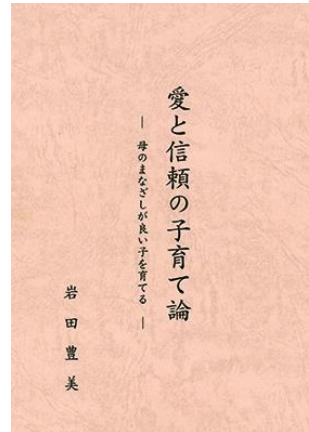 愛と信頼の子育て論
― 母のまなざしが良い子を育てる ―
岩田豊美